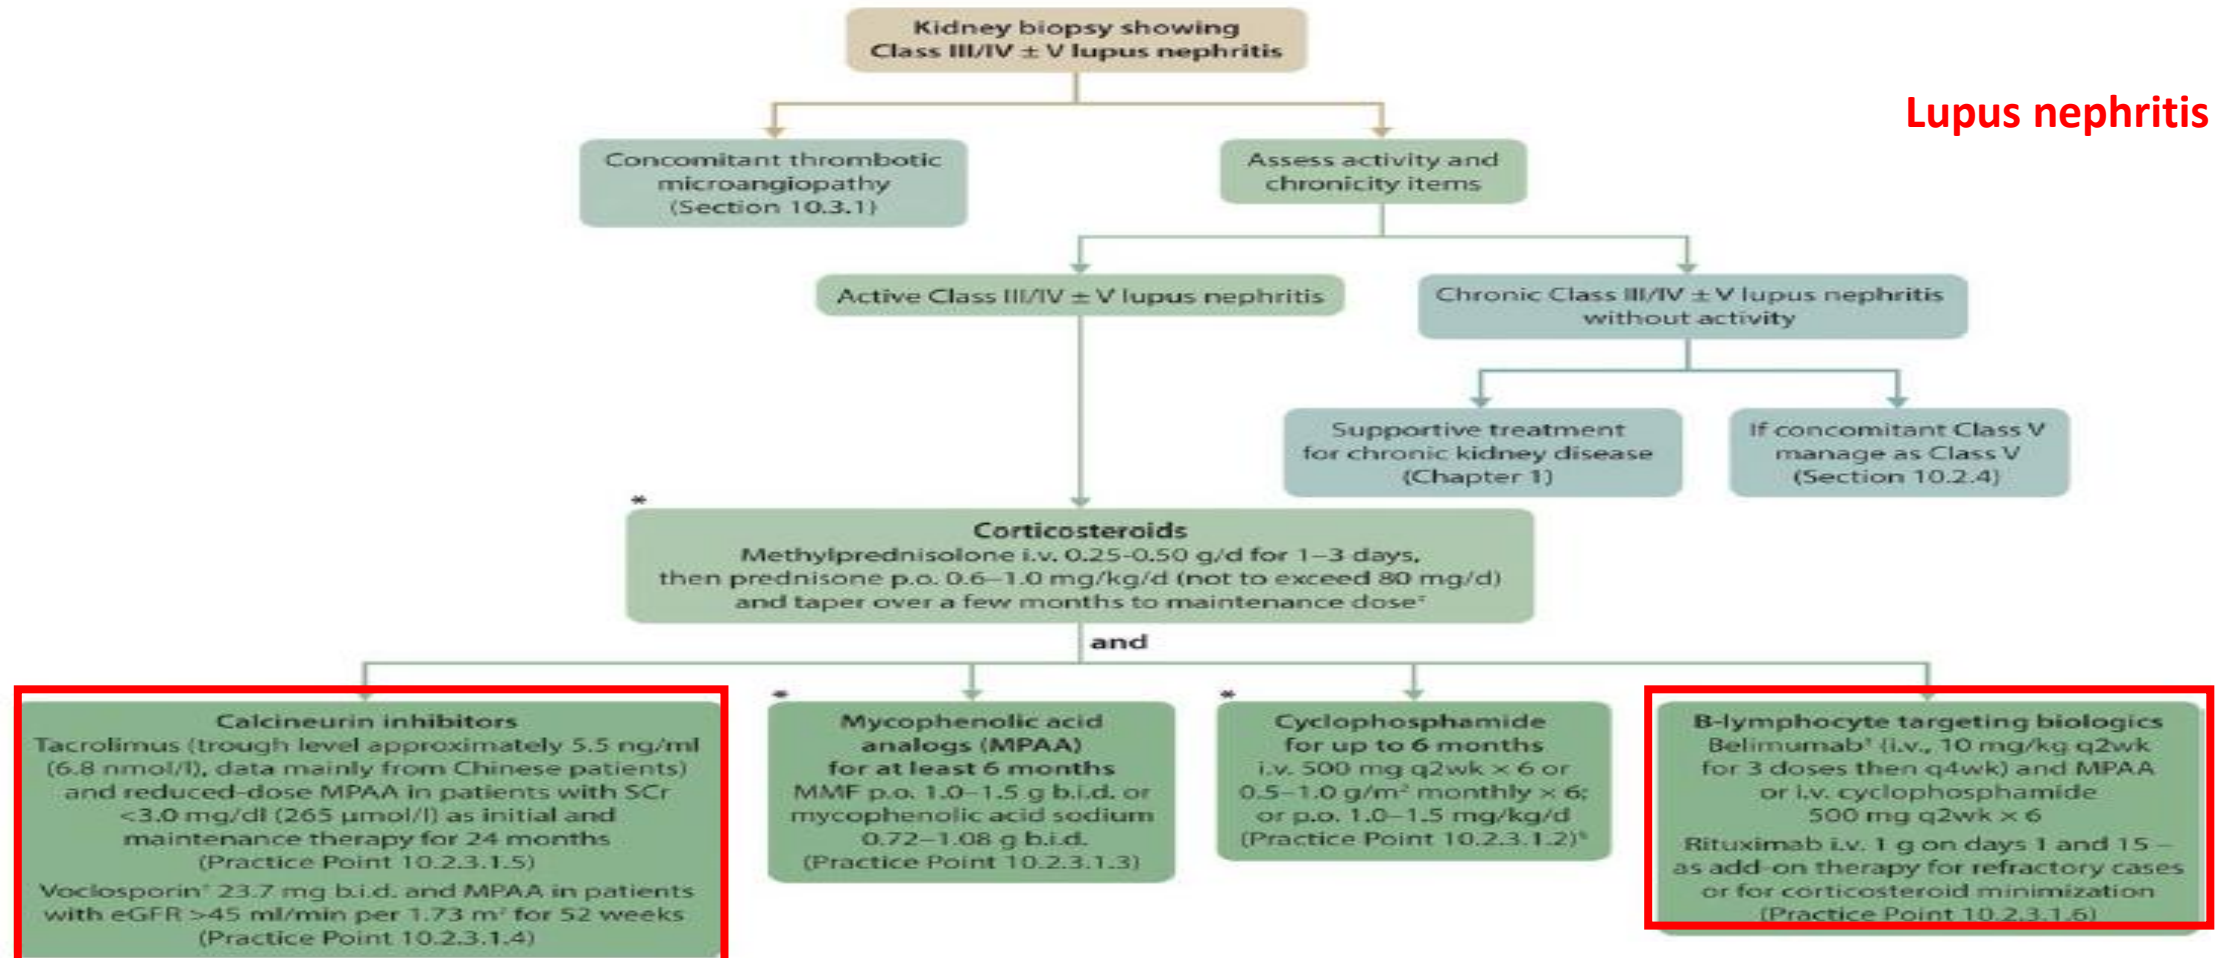 Kidney biopsy showing
Class III/IV ± V lupus nephritis
Lupus nephritis
Concomitant thrombotic
microangiopathy
(Section 10.3.1)
Assess activity and
chronicity items
Active Class III/IV ± V lupus nephritis
Chronic Class III/IV ± V lupus nephritis
without activity
Supportive treatment
for chronic kidney disease
(Chapter 1)
If concomitant Class V
manage as Class V
(Section 10.2.4)
*
Corticosteroids
Methylprednisolone i.v. 0.25-0.50 g/d for 1–3 days,
then prednisone p.o. 0.6–1.0 mg/kg/d (not to exceed 80 mg/d)
and taper over a few months to maintenance dose
and
Calcineurin inhibitors
Tacrolimus (trough level approximately 5.5 ng/ml
(6.8 nmol/l), data mainly from Chinese patients)
and reduced-dose MPAA in patients with SCr
<3.0 mg/dl (265 µmol/l) as initial and
maintenance therapy for 24 months
(Practice Point 10.2.3.1.5)
Voclosporin 23.7 mg b.i.d. and MPAA in patients
with eGFR >45 ml/min per 1.73 m² for 52 weeks
(Practice Point 10.2.3.1.4)
*
Mycophenolic acid
analogs (MPAA)
for at least 6 months
MMF p.o. 1.0–1.5 g b.i.d. or
mycophenolic acid sodium
0.72–1.08 g b.i.d.
(Practice Point 10.2.3.1.3)
*
Cyclophosphamide
for up to 6 months
i.v. 500 mg q2wk × 6 or
0.5–1.0 g/m² monthly × 6;
or p.o. 1.0–1.5 mg/kg/d
(Practice Point 10.2.3.1.2)
B-lymphocyte targeting biologics
Belimumab (i.v., 10 mg/kg q2wk
for 3 doses then q4wk) and MPAA
or i.v. cyclophosphamide
500 mg q2wk × 6
Rituximab i.v. 1 g on days 1 and 15 –
as add-on therapy for refractory cases
or for corticosteroid minimization
(Practice Point 10.2.3.1.6)